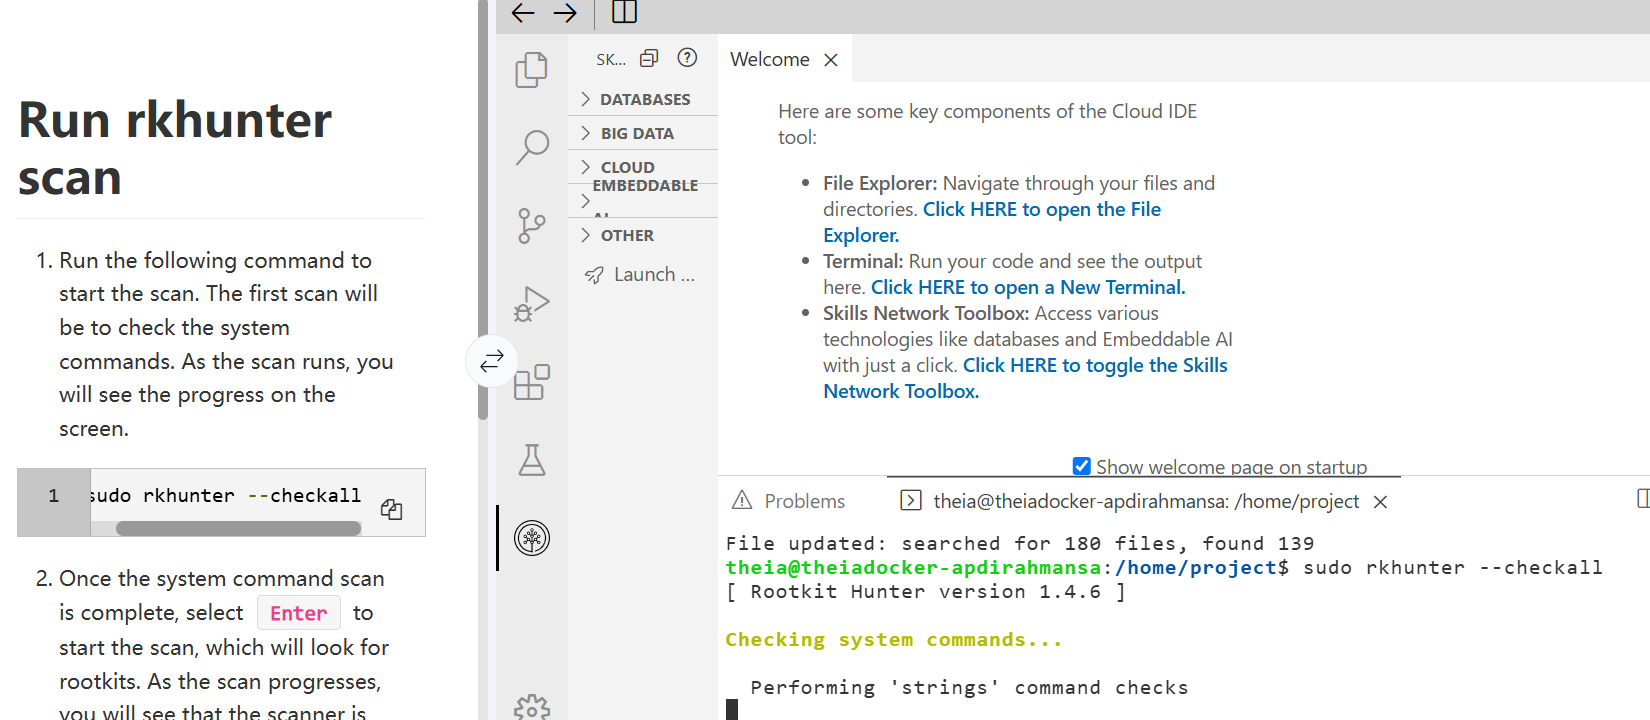 Run rkhunter
scan
1. Run the following command to
start the scan. The first scan will
be to check the system
commands. As the scan runs, you
will see the progress on the
screen.
1 sudo rkhunter --checkall
2. Once the system command scan
is complete, select Enter to
start the scan, which will look for
rootkits. As the scan progresses,
you will see that the scanner is
SK...
DATABASES
BIG DATA
CLOUD
EMBEDDABLE
AI
OTHER
Launch ...
Welcome
Here are some key components of the Cloud IDE
tool:
• File Explorer: Navigate through your files and
directories. Click HERE to open the File
Explorer.
• Terminal: Run your code and see the output
here. Click HERE to open a New Terminal.
• Skills Network Toolbox: Access various
technologies like databases and Embeddable AI
with just a click. Click HERE to toggle the Skills
Network Toolbox.
Show welcome page on startup
Problems
theia@theiadocker-apdirahmansa: /home/project
File updated: searched for 180 files, found 139
theia@theiadocker-apdirahmansa:/home/project$ sudo rkhunter --checkall
[ Rootkit Hunter version 1.4.6 ]
Checking system commands...
Performing 'strings' command checks